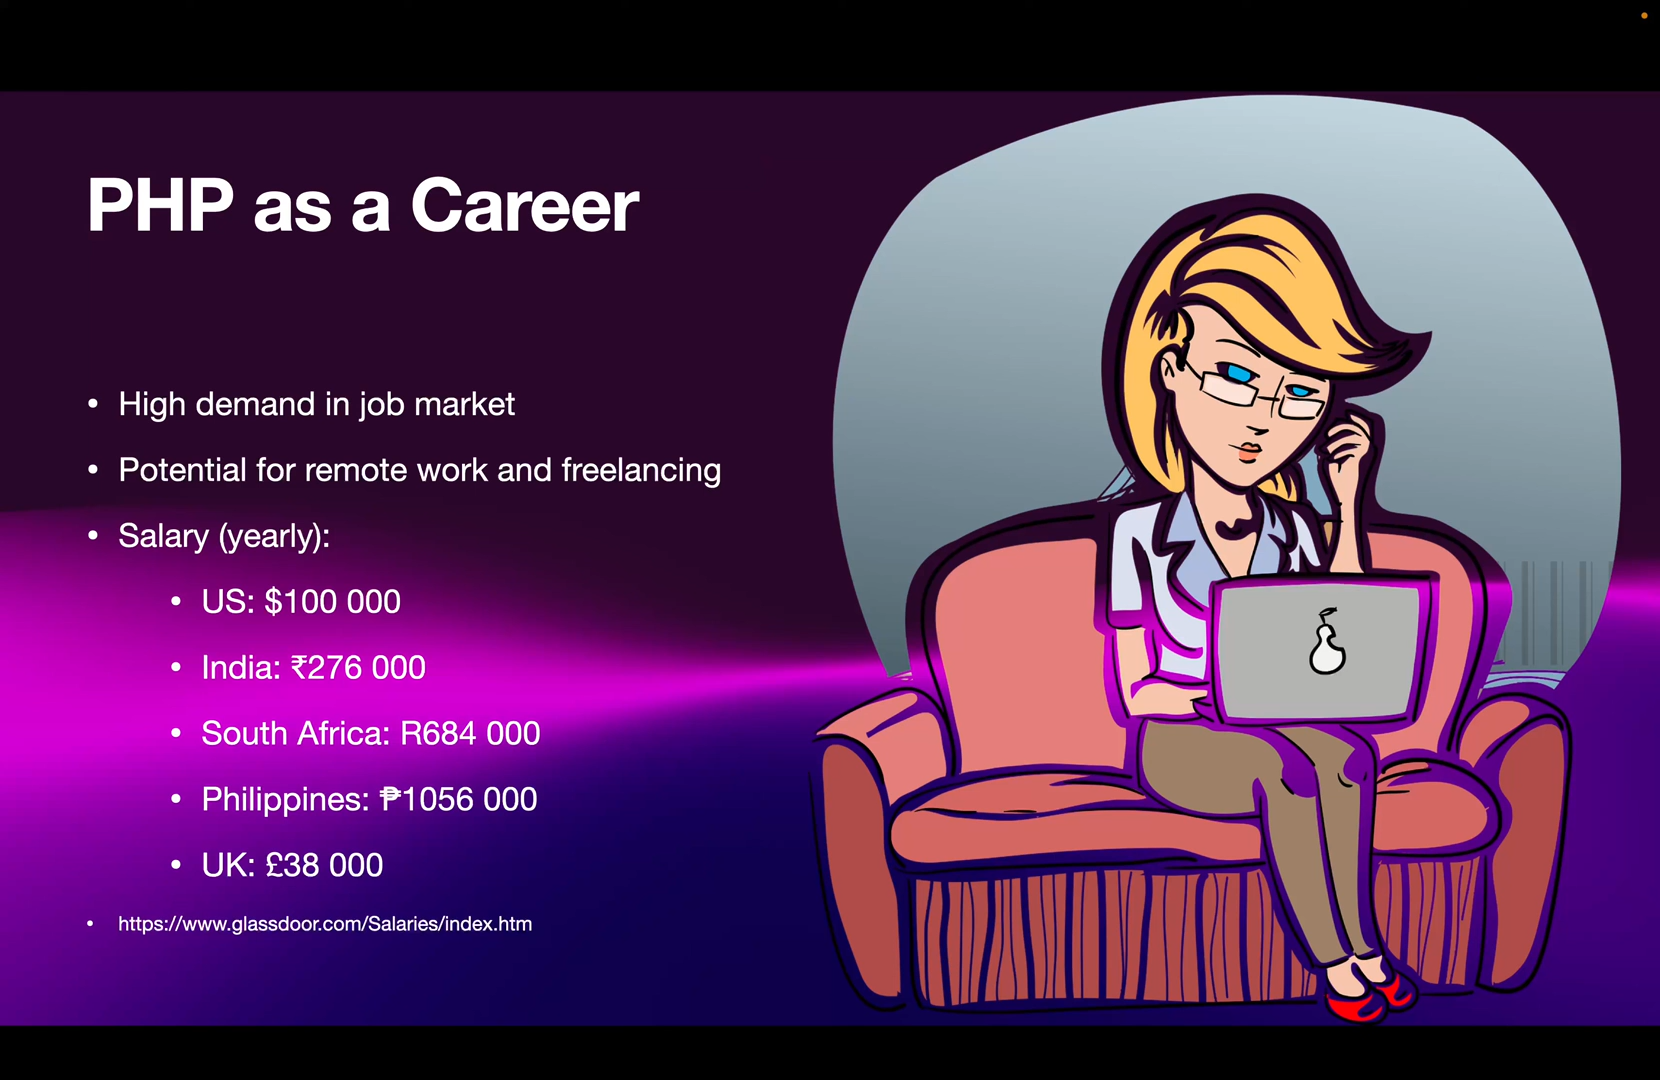 PHP as a Career
• High demand in job market
• Potential for remote work and freelancing
• Salary (yearly):
• US: $100 000
• India: ₹276 000
• South Africa: R684 000
• Philippines: ₱1056 000
• UK: £38 000
• https://www.glassdoor.com/Salaries/index.htm